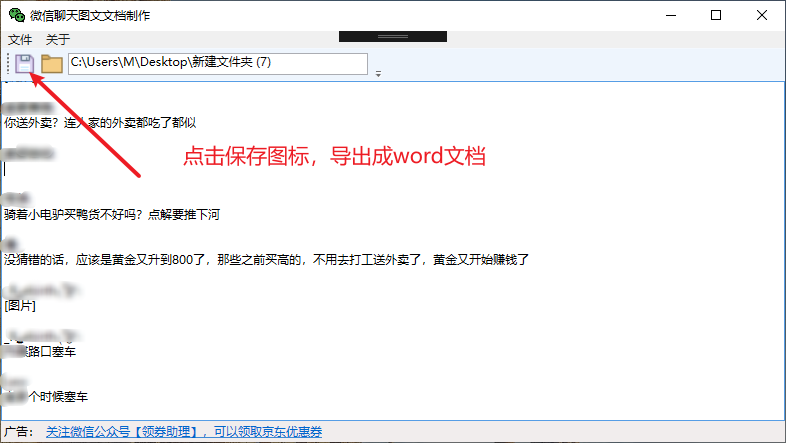 微信聊天图文文档制作
文件 关于
C:\Users\M\Desktop\新建文件夹 (7)
你送外卖？连人家的外卖都吃了都似
点击保存图标，导出成word文档
骑着小电驴买鸭货不好吗？点解要推下河
没猜错的话，应该是黄金又升到800了，那些之前买高的，不用去打工送外卖了，黄金又开始赚钱了
[图片]
路口塞车
个时候塞车
广告： 关注微信公众号【领券助理】，可以领取京东优惠券